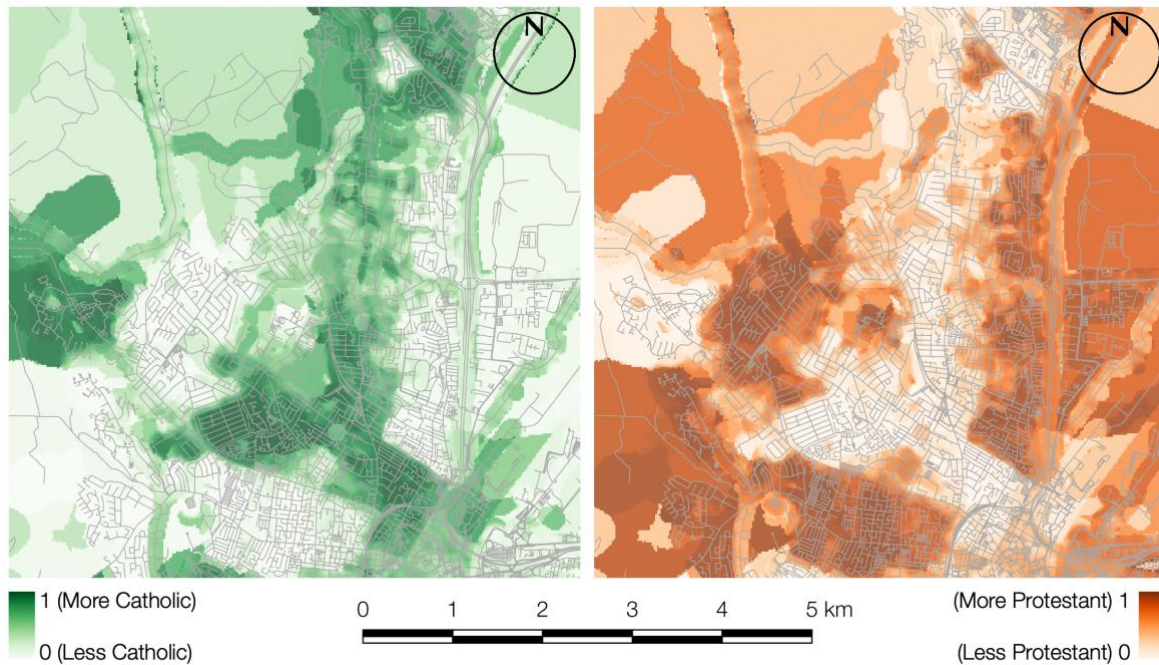 N
N
1 (More Catholic)
0 (Less Catholic)
0 1 2 3 4 5 km
(More Protestant) 1
(Less Protestant) 0